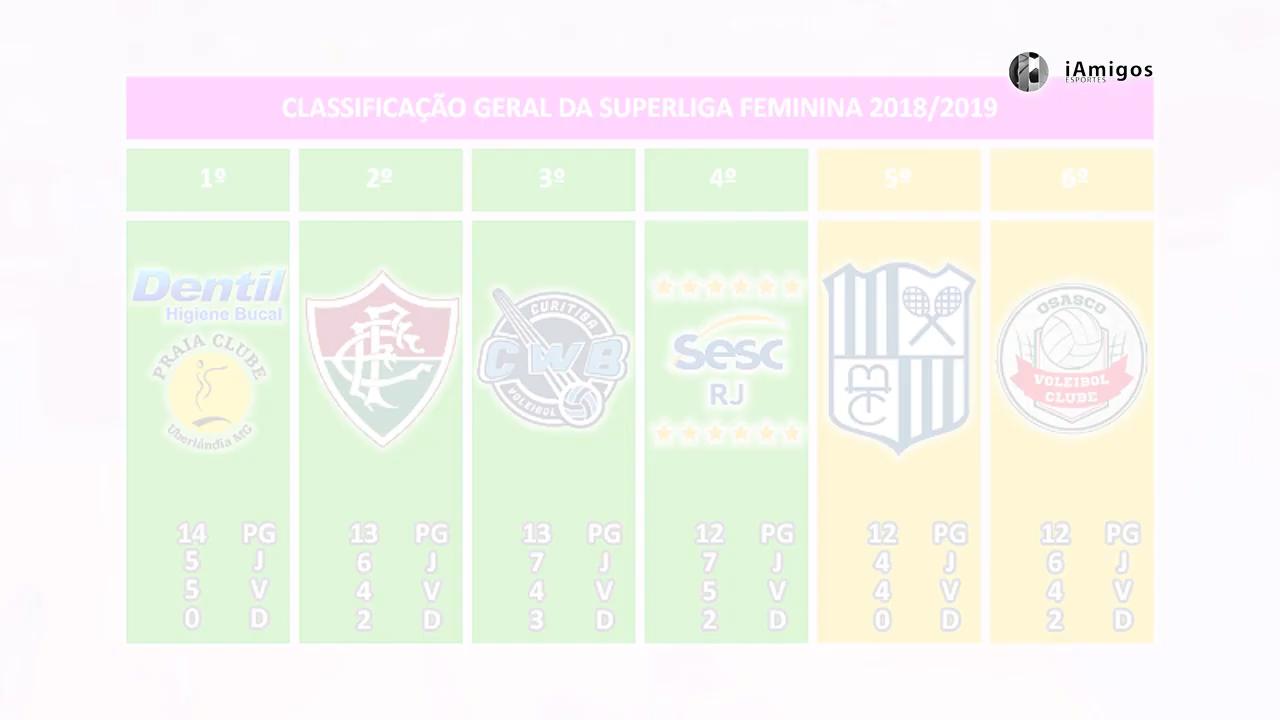 iAmigos
ESPORTES
CLASSIFICAÇÃO GERAL DA SUPERLIGA FEMININA 2018/2019
1º 2º 3º 4º 5º 6º
Dentil
Higiene Bucal
PRAIA CLUBE
Uberlândia MG
FFC
CURITIBA
CWB
VOLEIBOL
Sesc
RJ
MTC
OSASCO
VOLEIBOL
CLUBE
14 PG 13 PG 13 PG 12 PG 12 PG 12 PG
5 J 6 J 7 J 7 J 4 J 6 J
5 V 4 V 4 V 5 V 4 V 4 V
0 D 2 D 3 D 2 D 0 D 2 D